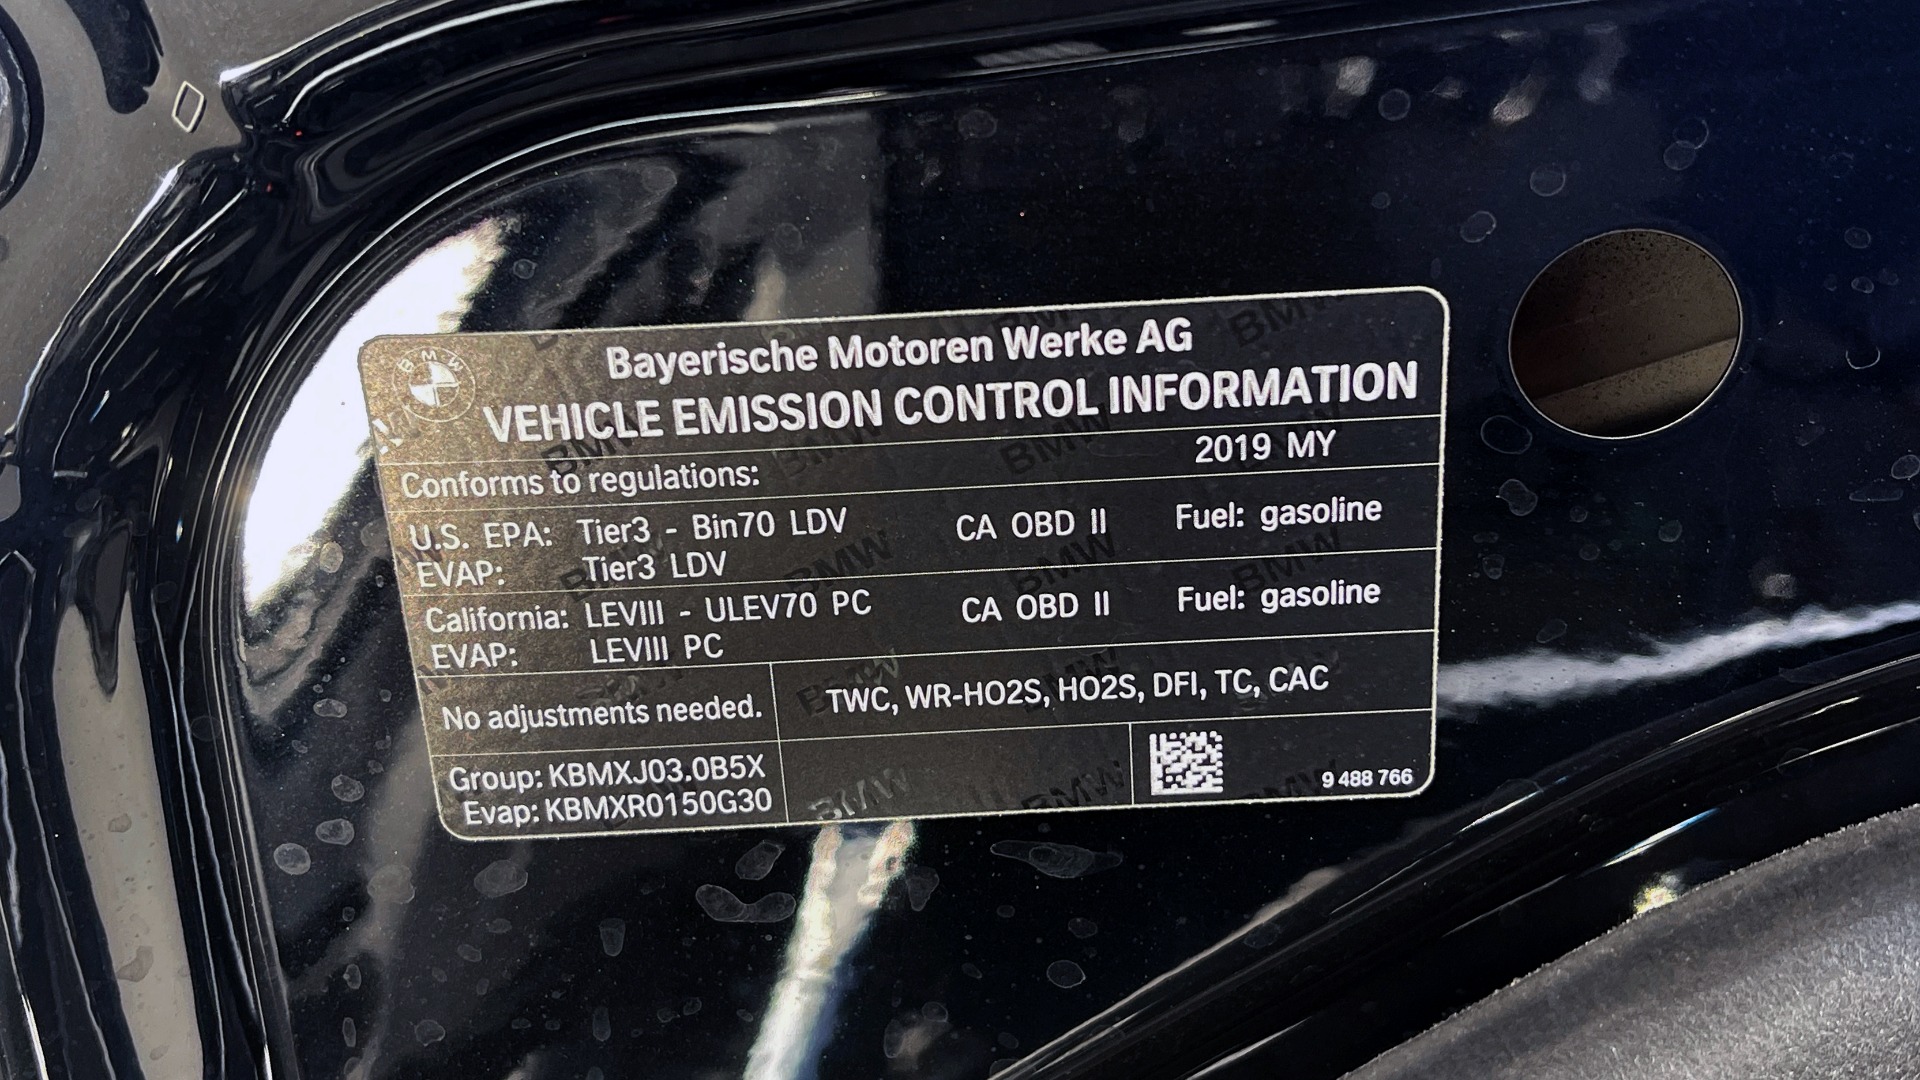 BMW
Bayerische Motoren Werke AG
VEHICLE EMISSION CONTROL INFORMATION
Conforms to regulations: 2019 MY
U.S. EPA: Tier3 - Bin70 LDV CA OBD II Fuel: gasoline
EVAP: Tier3 LDV
California: LEVIII - ULEV70 PC CA OBD II Fuel: gasoline
EVAP: LEVIII PC
No adjustments needed. TWC, WR-HO2S, HO2S, DFI, TC, CAC
Group: KBMXJ03.0B5X
Evap: KBMXR0150G30
9 488 766